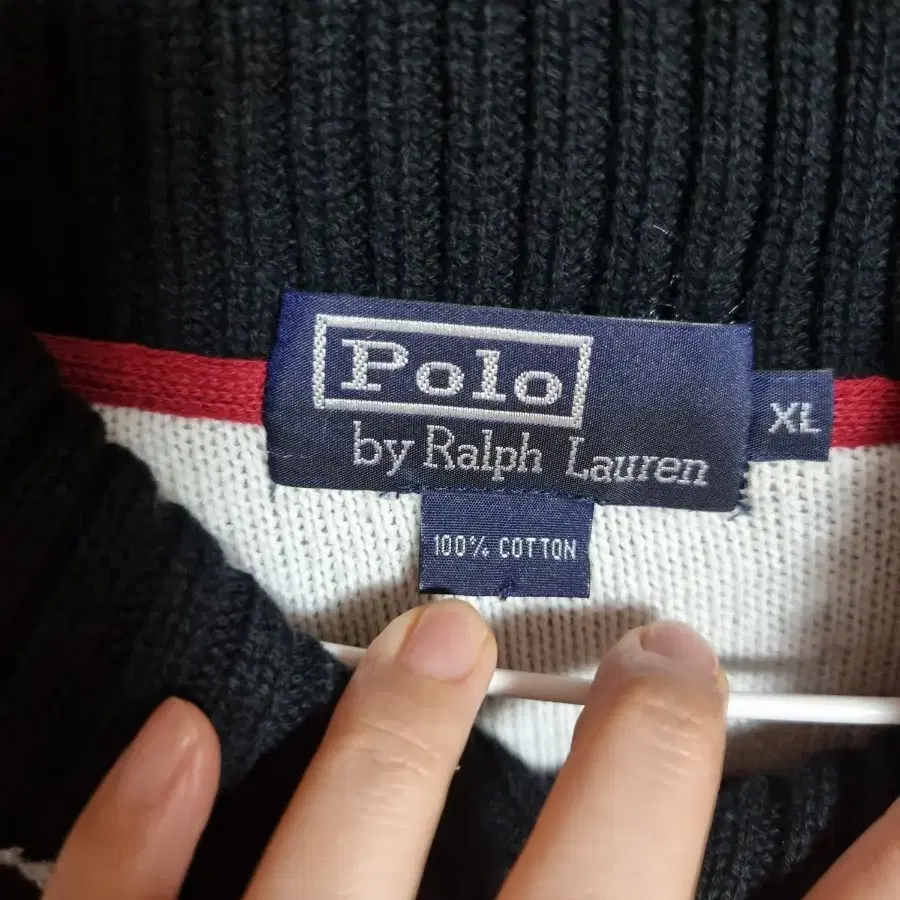 Polo
by Ralph Lauren
XL
100% COTTON